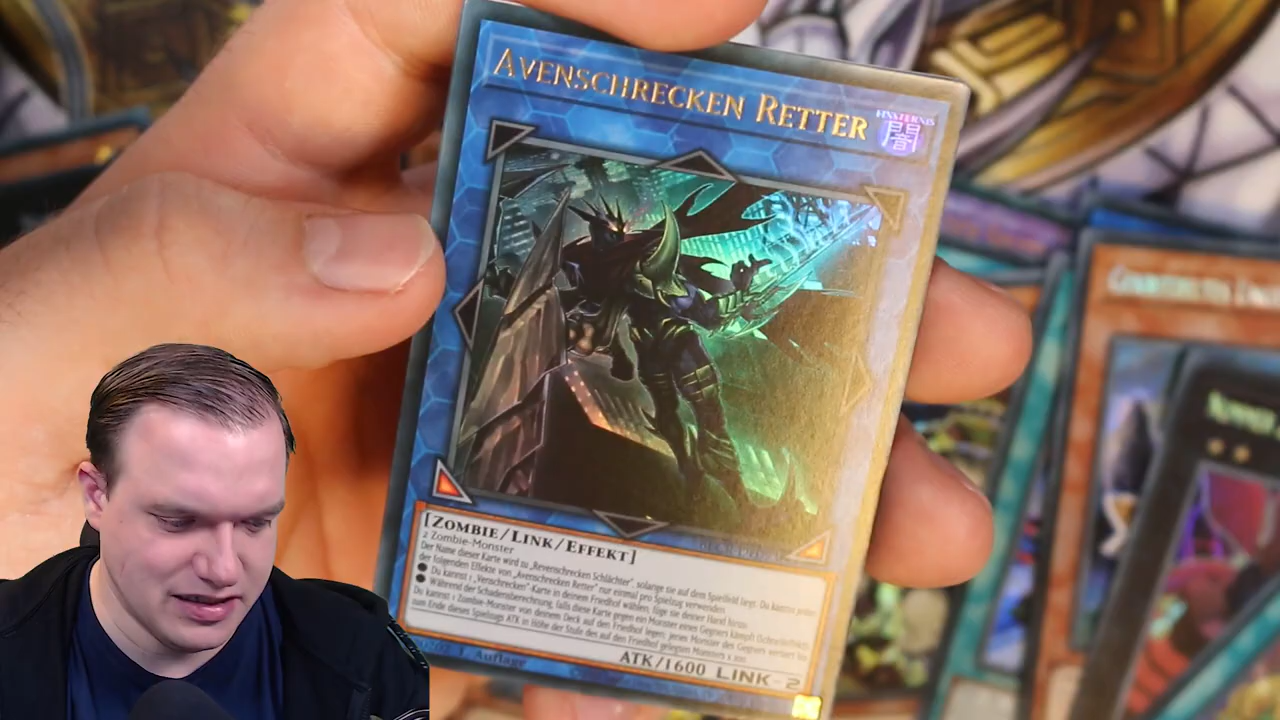 AVENSCHRECKEN RETTER
FINSTERNIS
闇
[ZOMBIE/LINK/EFFEKT]
2 Zombie-Monster
Der Name dieser Karte wird zu „Revenschrecken Schlächter“, solange sie auf dem Spielfeld liegt. Du kannst jeden
der folgenden Effekte von „Avenschrecken Retter“ nur einmal pro Spielzug verwenden.
● Du kannst 1 „Venschrecken“ Karte in deinem Friedhof wählen; füge sie deiner Hand hinzu.
● Während der Schadensberechnung, falls diese Karte gegen ein Monster eines Gegners kämpft (Schnelleffekt):
Du kannst 1 Zombie-Monster von deinem Deck auf den Friedhof legen; jenes Monster des Gegners verliert bis
zum Ende dieses Spielzugs ATK in Höhe der Stufe des auf den Friedhof gelegten Monsters x 100.
ATK/1600 LINK-2
1. Auflage